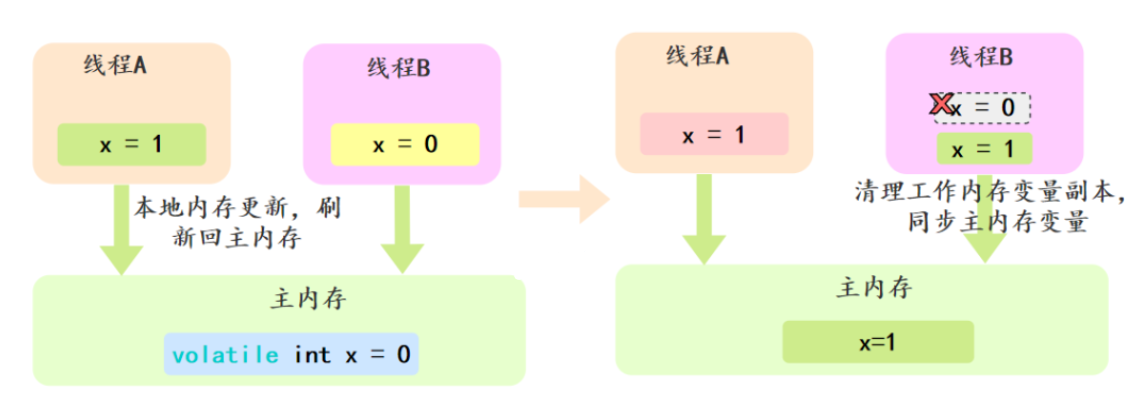 线程A
x = 1
线程B
x = 0
本地内存更新，刷
新回主内存
主内存
volatile int x = 0
线程A
x = 1
线程B
x = 0
x = 1
清理工作内存变量副本，
同步主内存变量
主内存
x=1